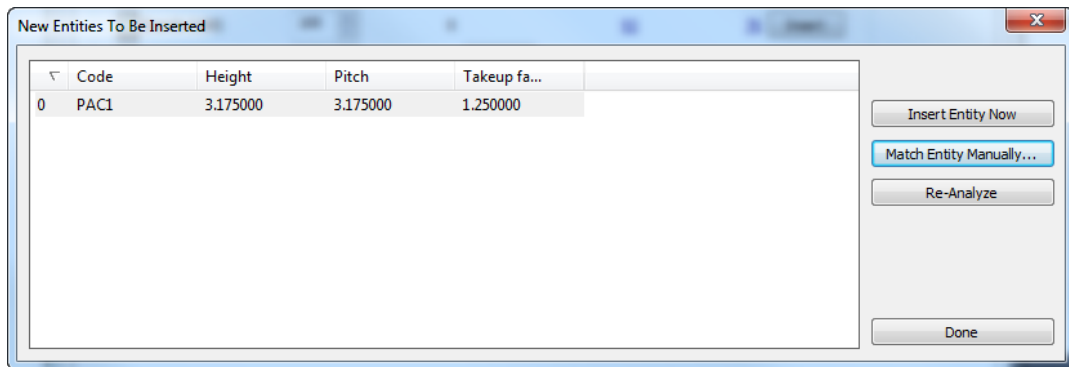 New Entities To Be Inserted
Code Height Pitch Takeup fa...
0 PAC1 3.175000 3.175000 1.250000
Insert Entity Now
Match Entity Manually...
Re-Analyze
Done